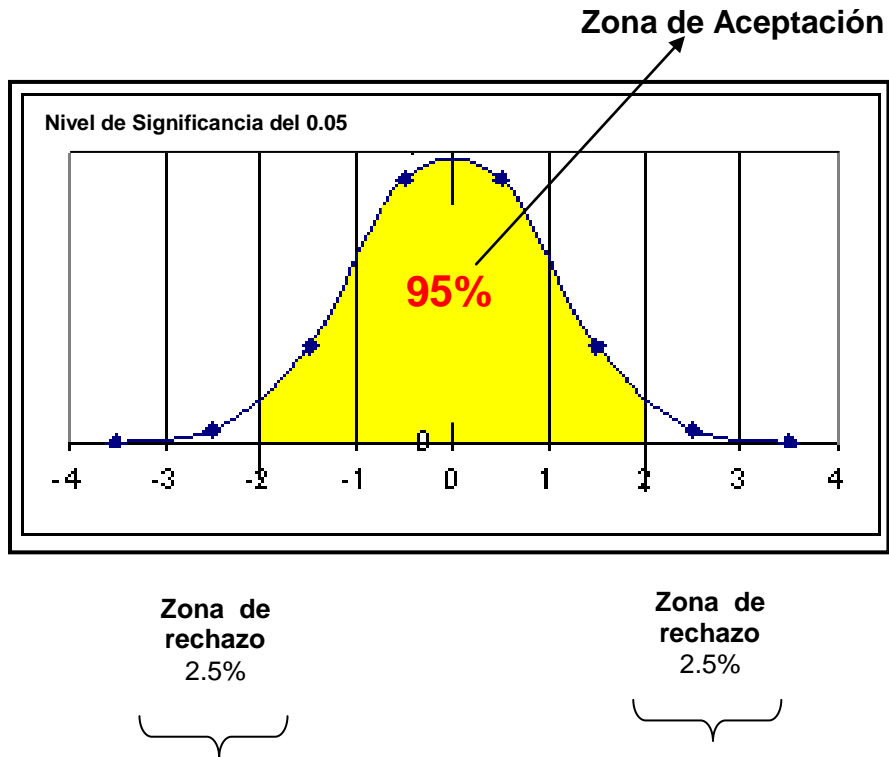 Zona de Aceptación
Nivel de Significancia del 0.05
95%
0
-4 -3 -2 -1 0 1 2 3 4
Zona de
rechazo
2.5%
Zona de
rechazo
2.5%